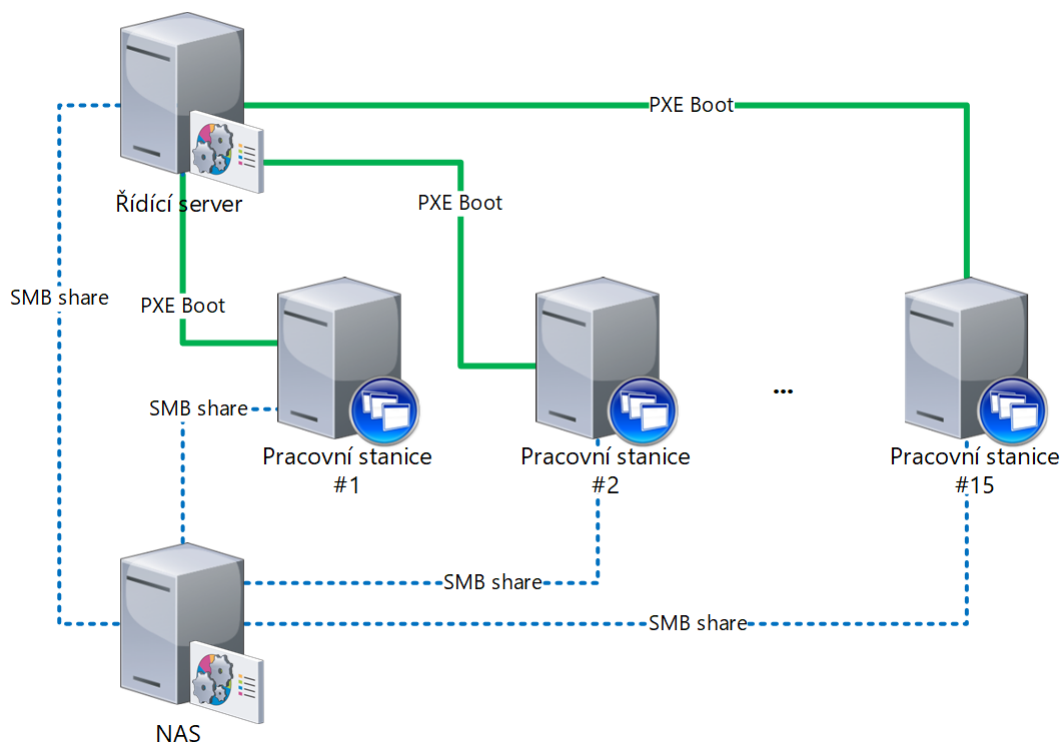 PXE Boot
Řídící server
PXE Boot
SMB share
PXE Boot
...
SMB share
Pracovní stanice
#1
Pracovní stanice
#2
Pracovní stanice
#15
SMB share
SMB share
NAS